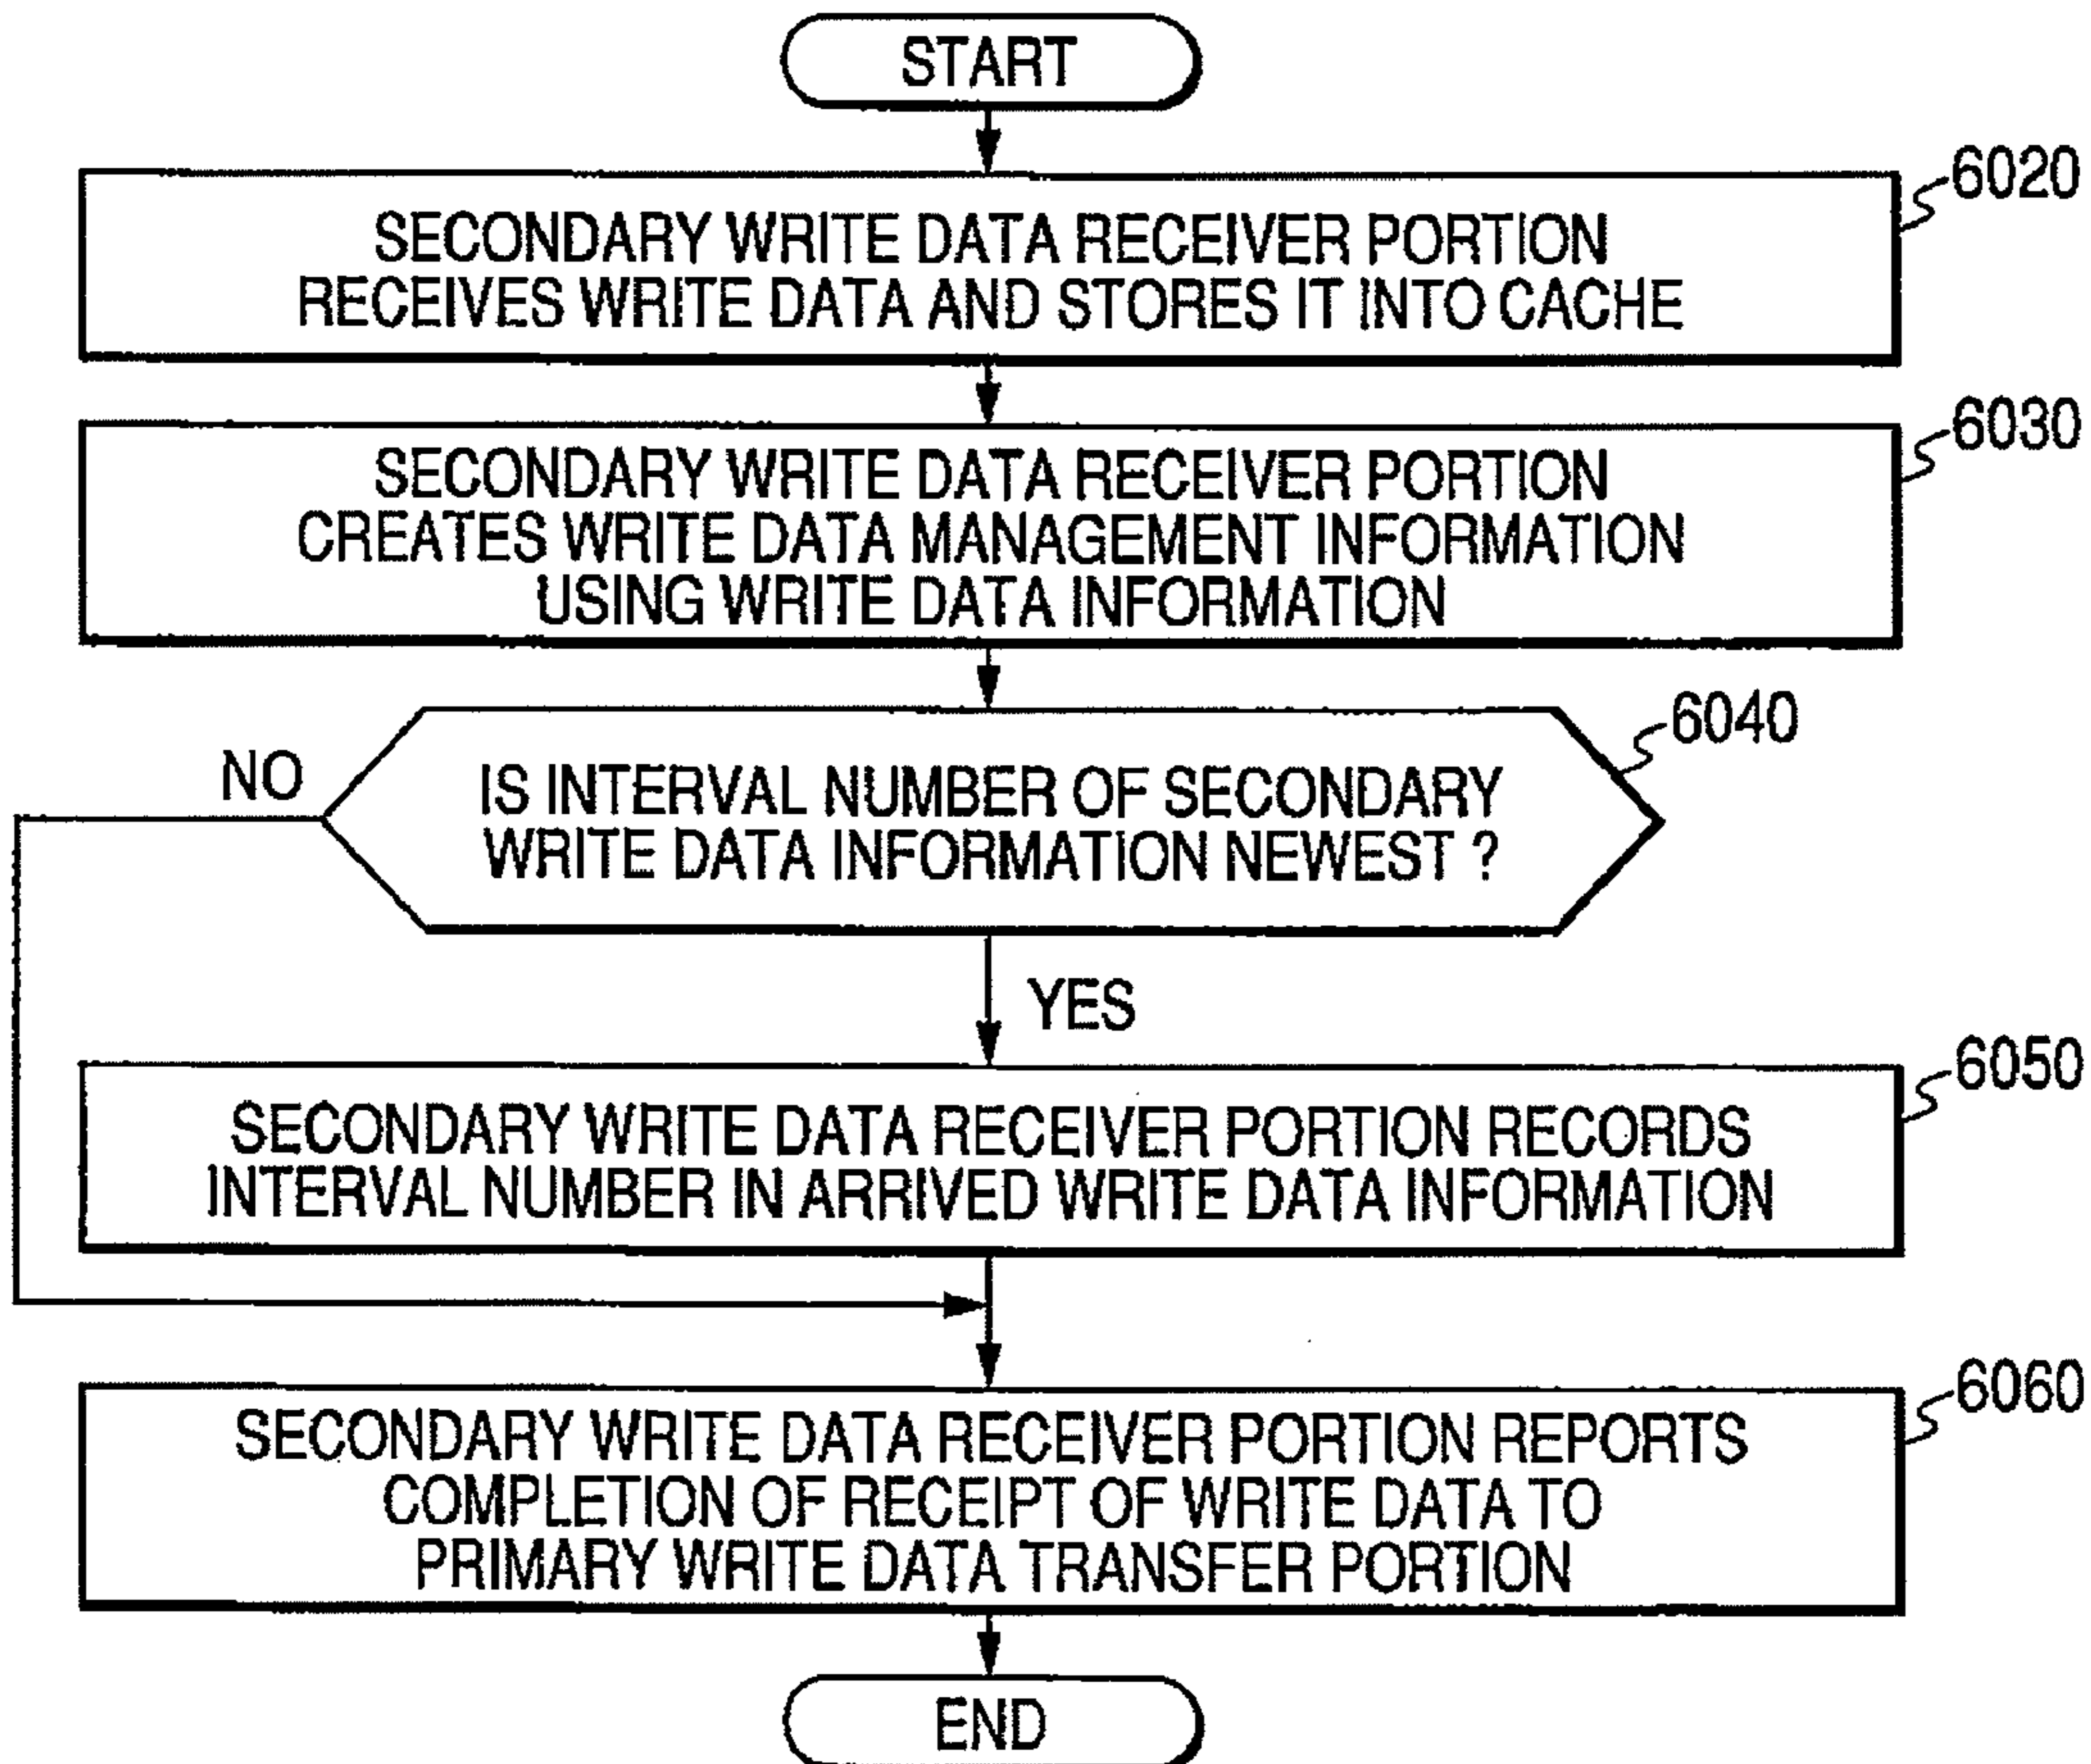 START
6020
SECONDARY WRITE DATA RECEIVER PORTION
RECEIVES WRITE DATA AND STORES IT INTO CACHE
6030
SECONDARY WRITE DATA RECEIVER PORTION
CREATES WRITE DATA MANAGEMENT INFORMATION
USING WRITE DATA INFORMATION
6040
NO
IS INTERVAL NUMBER OF SECONDARY
WRITE DATA INFORMATION NEWEST ?
YES
6050
SECONDARY WRITE DATA RECEIVER PORTION RECORDS
INTERVAL NUMBER IN ARRIVED WRITE DATA INFORMATION
6060
SECONDARY WRITE DATA RECEIVER PORTION REPORTS
COMPLETION OF RECEIPT OF WRITE DATA TO
PRIMARY WRITE DATA TRANSFER PORTION
END